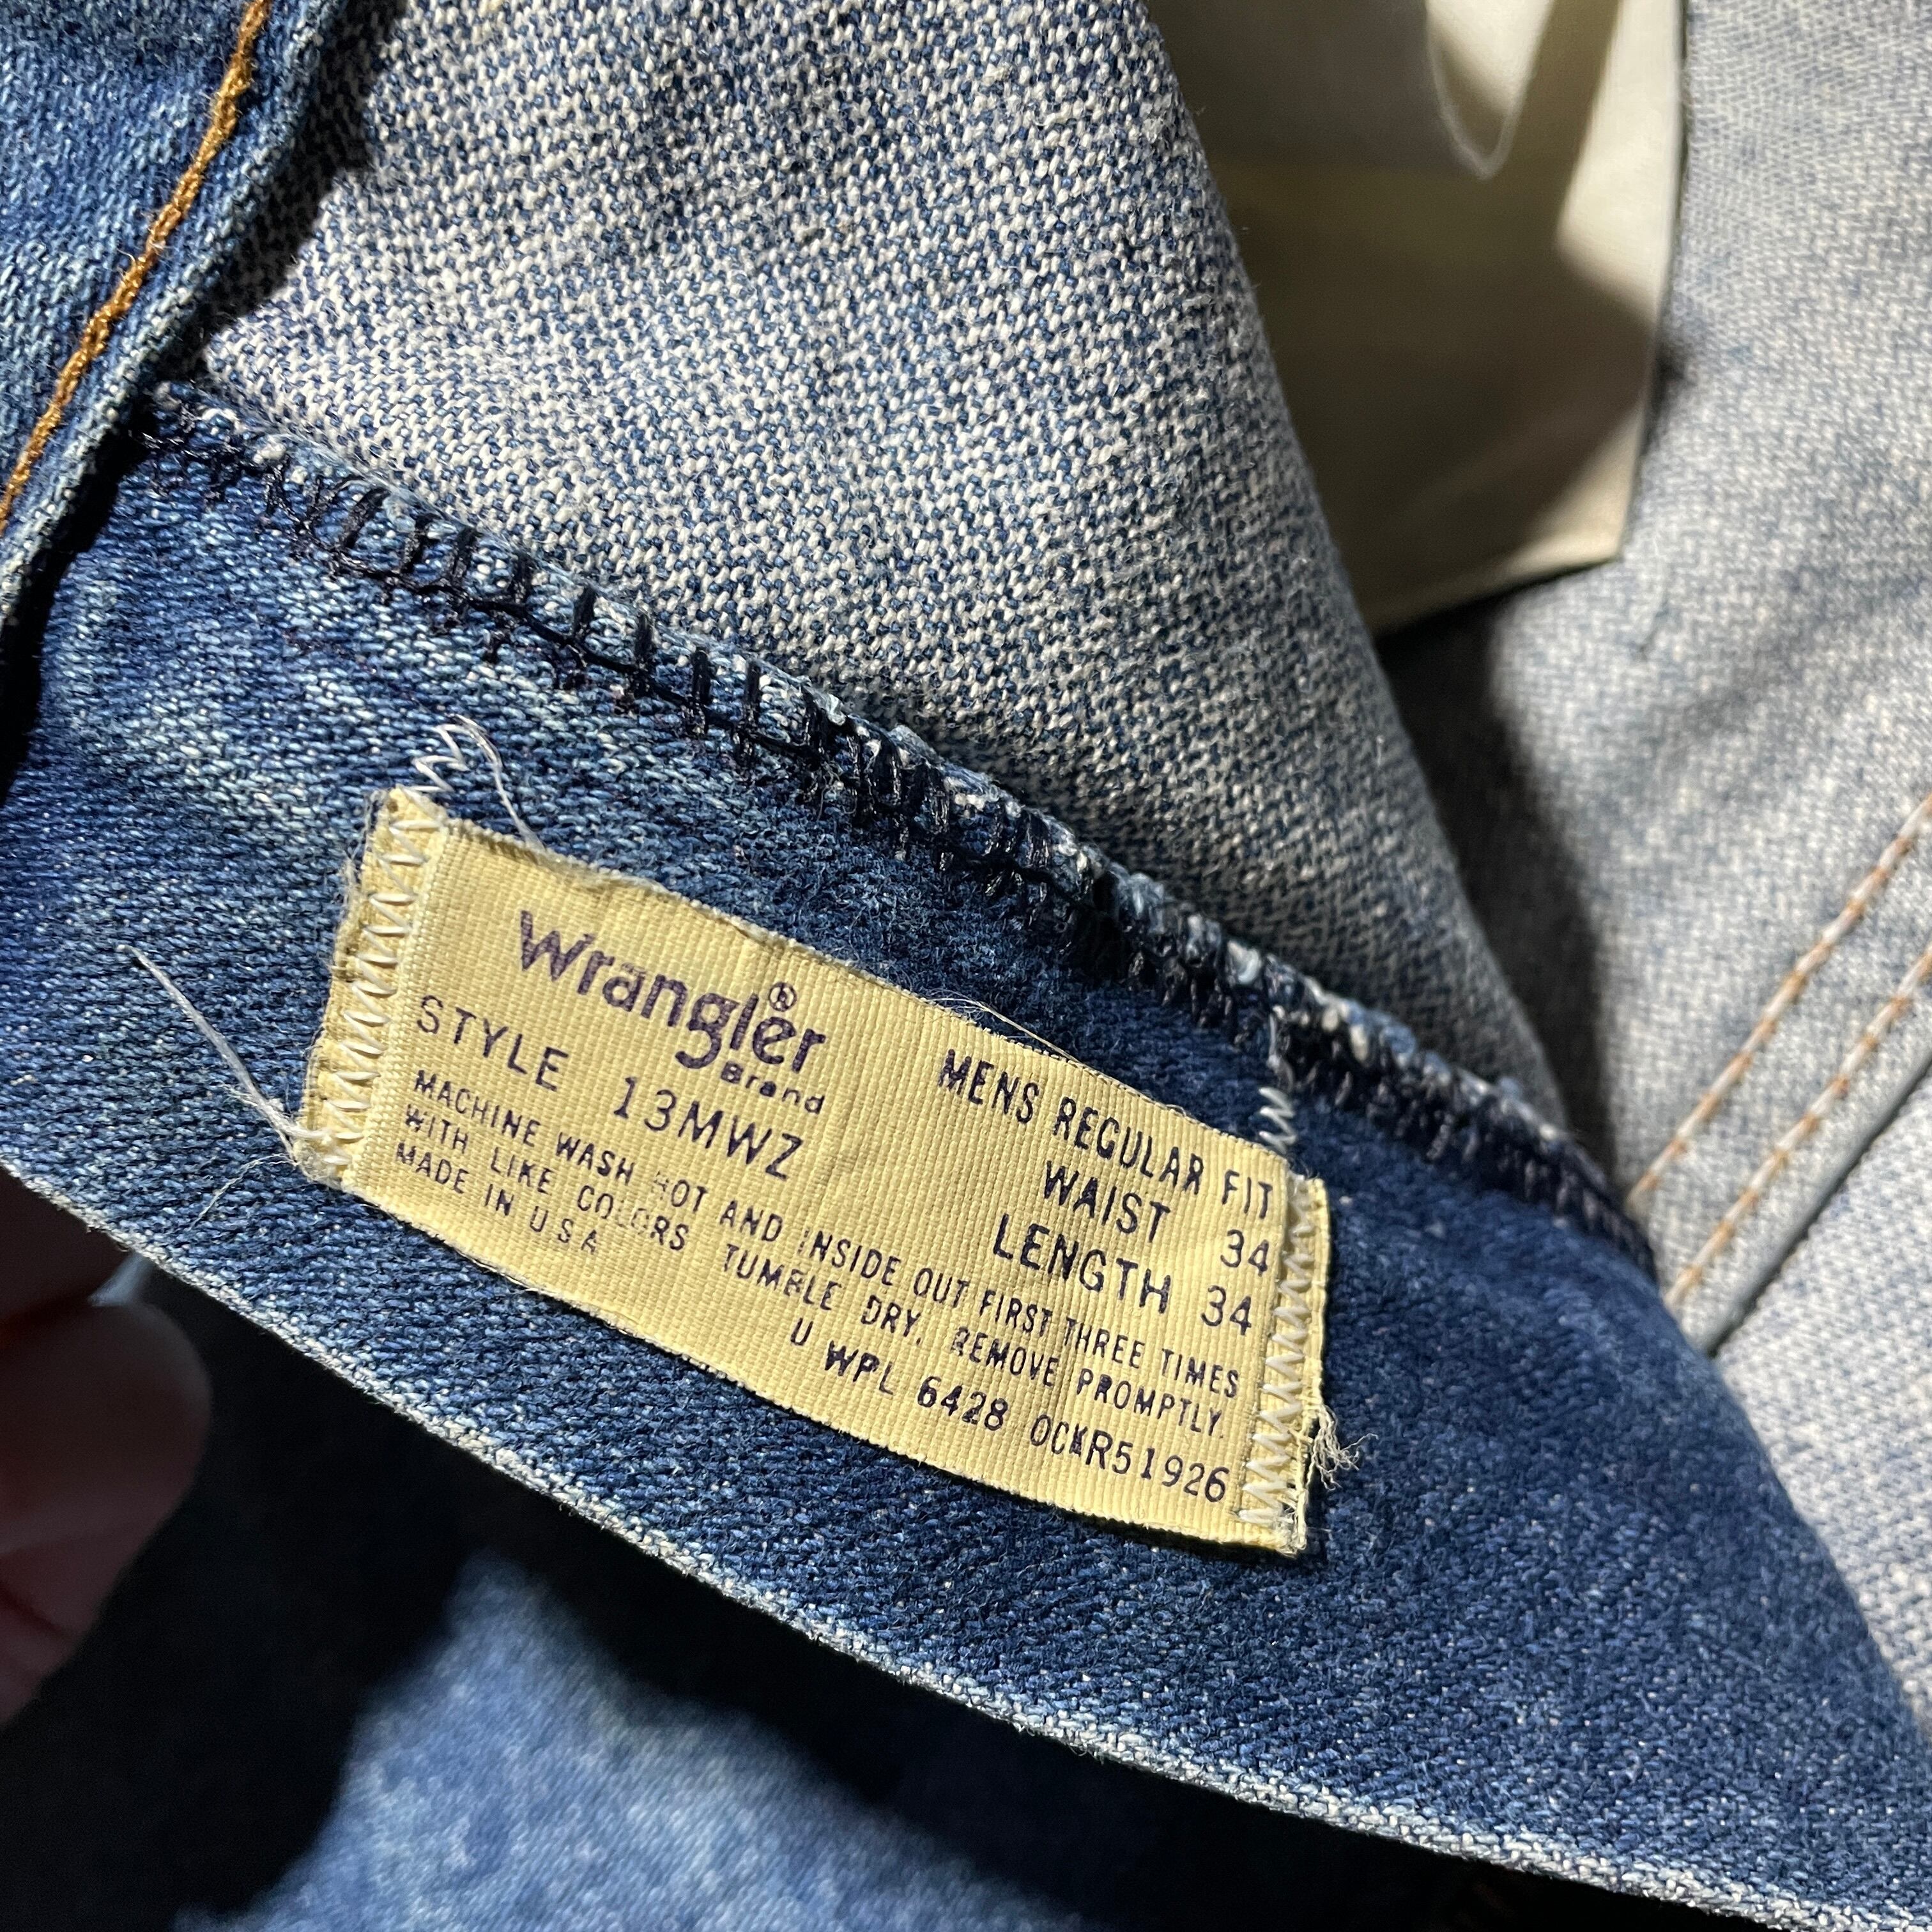 Wrangler®
Brand
STYLE 13MWZ
MENS REGULAR FIT
WAIST 34
LENGTH 34
MACHINE WASH HOT AND INSIDE OUT FIRST THREE TIMES
WITH LIKE COLORS TUMBLE DRY. REMOVE PROMPTLY.
MADE IN USA
U WPL 6428 OCKR51926